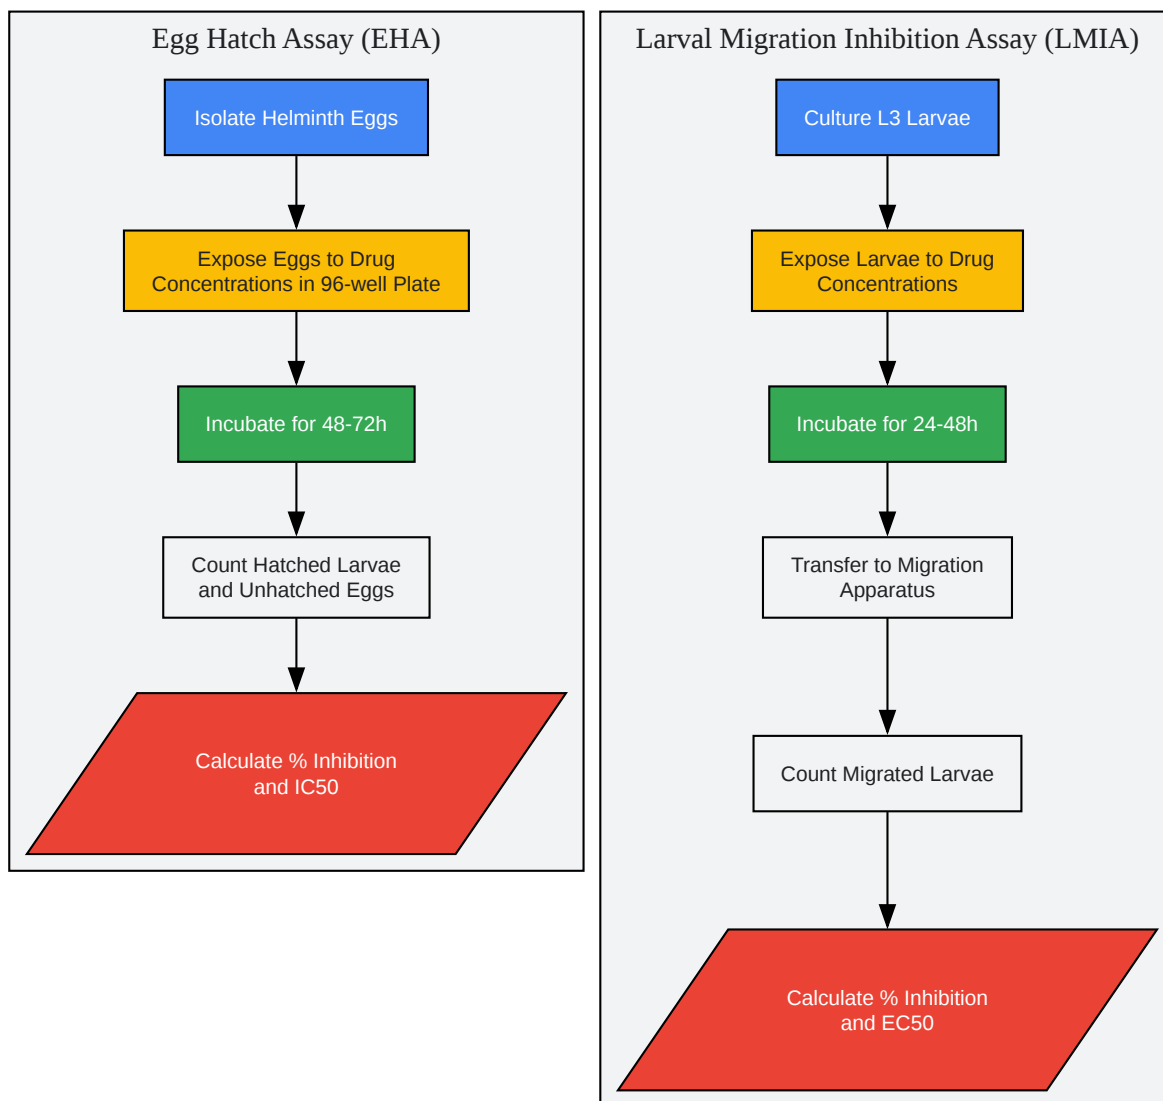 Egg Hatch Assay (EHA)
Isolate Helminth Eggs
Expose Eggs to Drug
Concentrations in 96-well Plate
Incubate for 48-72h
Count Hatched Larvae
and Unhatched Eggs
Calculate % Inhibition
and IC50
Larval Migration Inhibition Assay (LMIA)
Culture L3 Larvae
Expose Larvae to Drug
Concentrations
Incubate for 24-48h
Transfer to Migration
Apparatus
Count Migrated Larvae
Calculate % Inhibition
and EC50